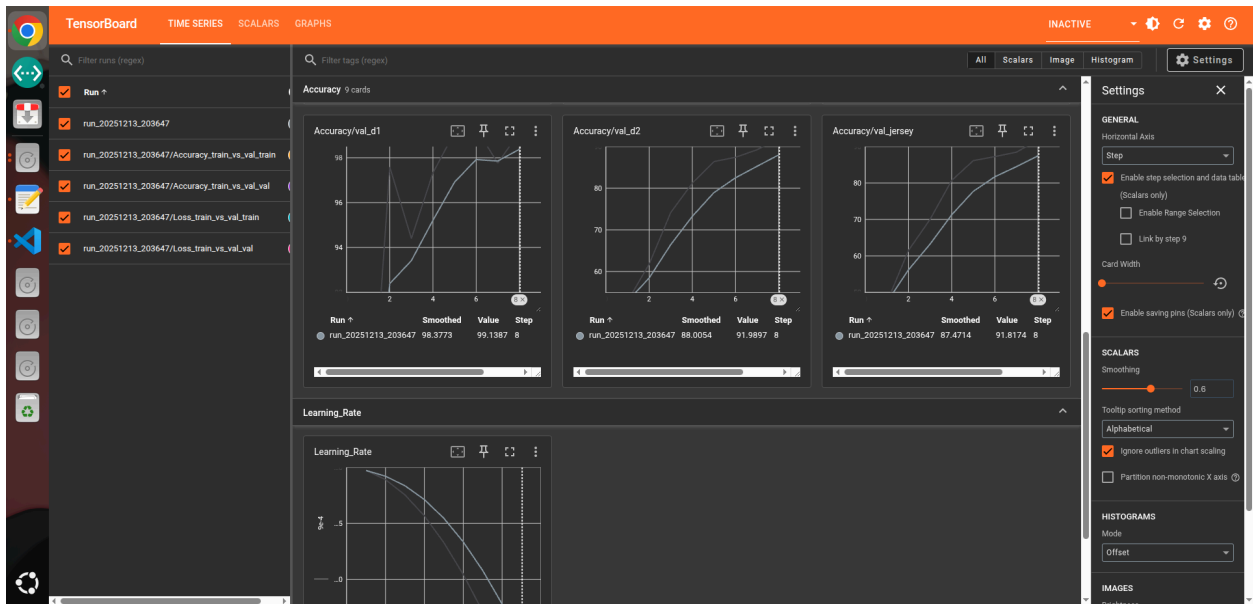 TensorBoard TIME SERIES SCALARS GRAPHS INACTIVE
Filter runs (regex)
Filter tags (regex)
All Scalars Image Histogram
Settings
Run ↑
run_20251213_203647
run_20251213_203647/Accuracy_train_vs_val_train
run_20251213_203647/Accuracy_train_vs_val_val
run_20251213_203647/Loss_train_vs_val_train
run_20251213_203647/Loss_train_vs_val_val
Accuracy 9 cards
Accuracy/val_d1
98
96
94
2 4 6 8
Run ↑ Smoothed Value Step
run_20251213_203647 98.3773 99.1387 8
Accuracy/val_d2
80
70
60
2 4 6 8
Run ↑ Smoothed Value Step
run_20251213_203647 88.0054 91.9897 8
Accuracy/val_jersey
80
70
60
2 4 6 8
Run ↑ Smoothed Value Step
run_20251213_203647 87.4714 91.8174 8
Learning_Rate
Learning_Rate
9e-4
...5
...0
Settings
GENERAL
Horizontal Axis
Step
Enable step selection and data table
(Scalars only)
Enable Range Selection
Link by step 9
Card Width
Enable saving pins (Scalars only)
SCALARS
Smoothing
0.6
Tooltip sorting method
Alphabetical
Ignore outliers in chart scaling
Partition non-monotonic X axis
HISTOGRAMS
Mode
Offset
IMAGES